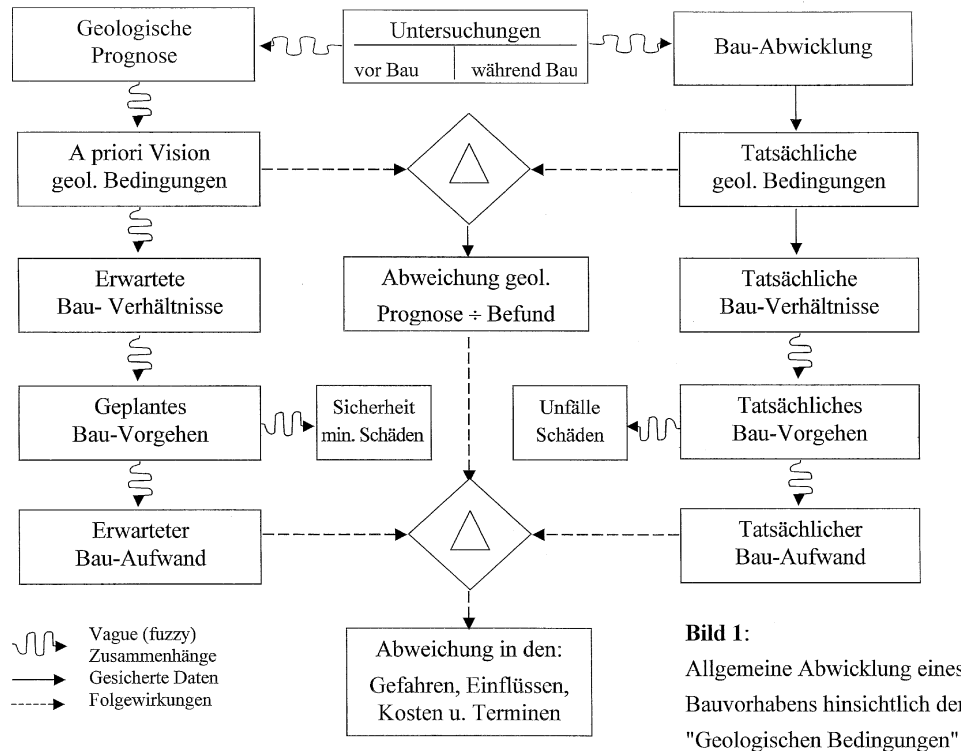 Geologische
Prognose
Untersuchungen
vor Bau
während Bau
Bau-Abwicklung
A priori Vision
geol. Bedingungen
Tatsächliche
geol. Bedingungen
Erwartete
Bau- Verhältnisse
Abweichung geol.
Prognose ÷ Befund
Tatsächliche
Bau-Verhältnisse
Geplantes
Bau-Vorgehen
Sicherheit
min. Schäden
Unfälle
Schäden
Tatsächliches
Bau-Vorgehen
Erwarteter
Bau-Aufwand
Tatsächlicher
Bau-Aufwand
Vague (fuzzy)
Zusammenhänge
Gesicherte Daten
Folgewirkungen
Abweichung in den:
Gefahren, Einflüssen,
Kosten u. Terminen
Bild 1:
Allgemeine Abwicklung eines
Bauvorhabens hinsichtlich der
"Geologischen Bedingungen"